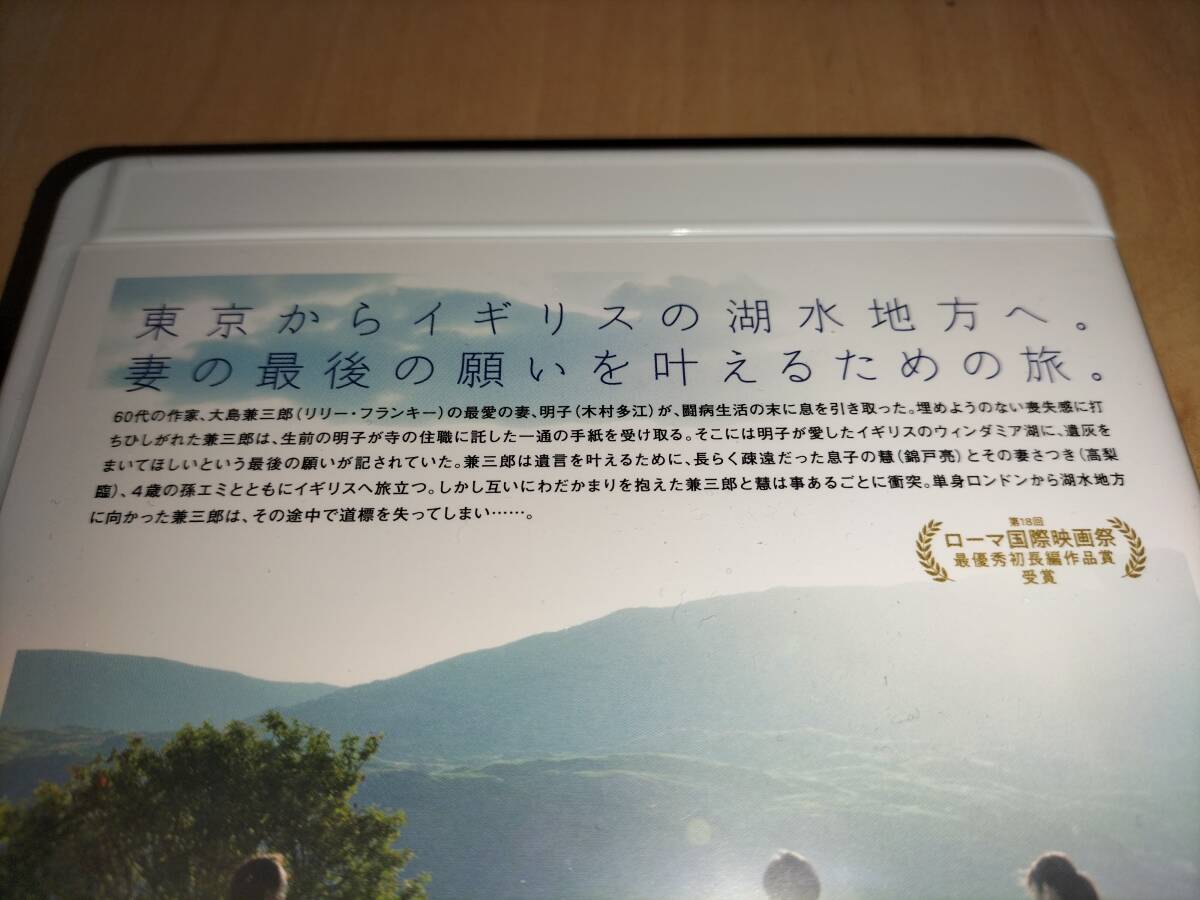 東京からイギリスの湖水地方へ。
妻の最後の願いを叶えるための旅。
60代の作家、大島兼三郎（リリー・フランキー）の最愛の妻、明子（木村多江）が、闘病生活の末に息を引き取った。埋めようのない喪失感に打
ちひしがれた兼三郎は、生前の明子が寺の住職に託した一通の手紙を受け取る。そこには明子が愛したイギリスのウィンダミア湖に、遺灰を
まいてほしいという最後の願いが記されていた。兼三郎は遺言を叶えるために、長らく疎遠だった息子の慧（錦戸亮）とその妻さつき（高梨
臨）、4歳の孫エミとともにイギリスへ旅立つ。しかし互いにわだかまりを抱えた兼三郎と慧は事あるごとに衝突。単身ロンドンから湖水地方
に向かった兼三郎は、その途中で道標を失ってしまい……。
第18回
ローマ国際映画祭
最優秀初長編作品賞
受賞